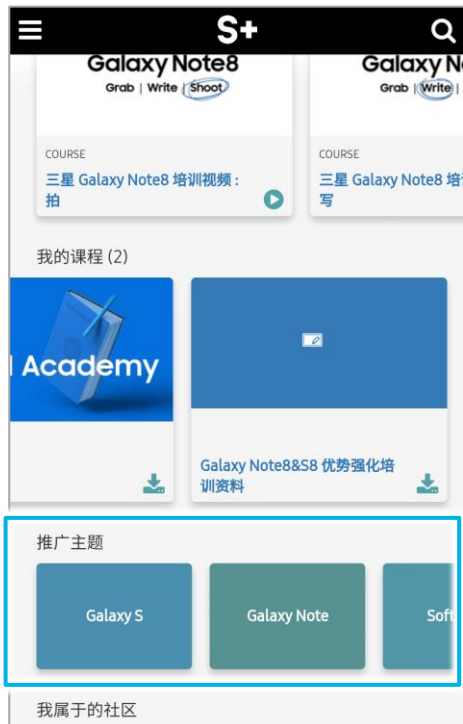 S+
Galaxy Note8
Grab | Write | Shoot
Galaxy N
Grab | Write |
COURSE
三星 Galaxy Note8 培训视频 :
拍
COURSE
三星 Galaxy Note8 培
写
我的课程 (2)
l Academy
Galaxy Note8&S8 优势强化培
训资料
推广主题
Galaxy S
Galaxy Note
Soft
我属于的社区